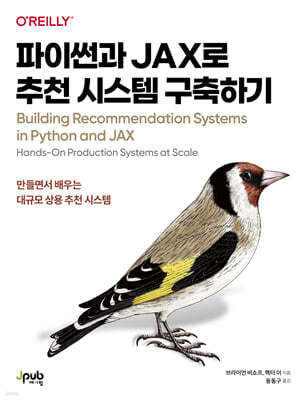 O'REILLY®
파이썬과 JAX로
추천 시스템 구축하기
Building Recommendation Systems
in Python and JAX
Hands-On Production Systems at Scale
만들면서 배우는
대규모 상용 추천 시스템
Jpub
제이펍
브라이언 비쇼프, 헥터 이 지음
동동구 옮김